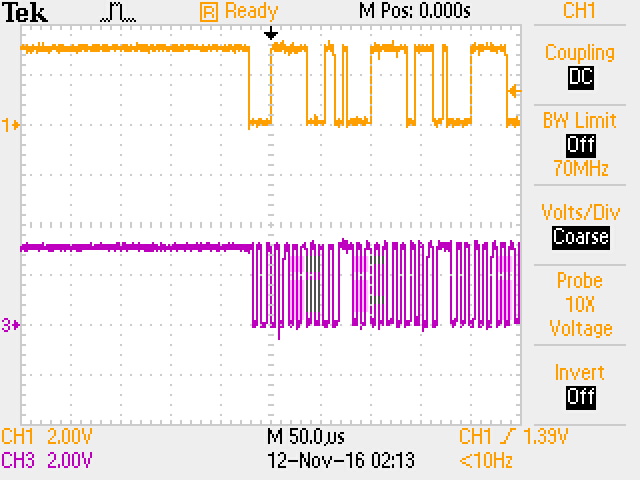 Tek R Ready M Pos: 0.000s CH1
Coupling
DC
BW Limit
Off
70MHz
Volts/Div
Coarse
Probe
10X
Voltage
Invert
Off
1
3
CH1 2.00V M 50.0µs CH1 1.39V
CH3 2.00V 12-Nov-16 02:13 <10Hz